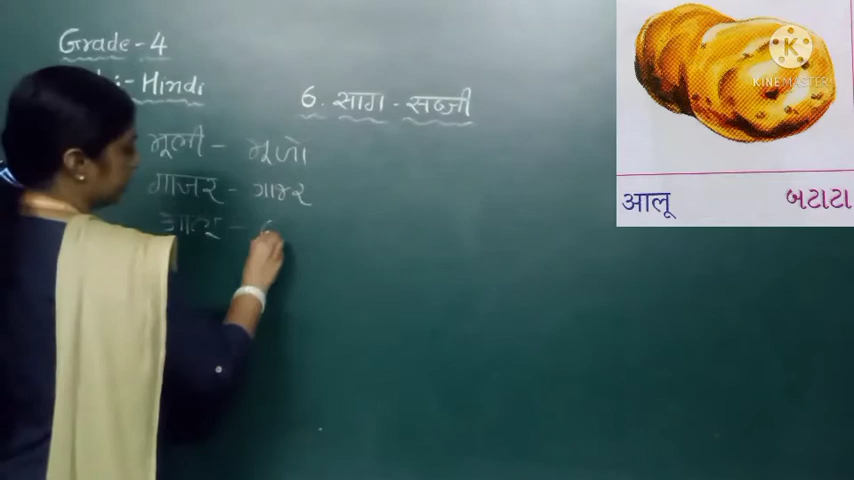 Grade - 4
:- Hindi
6. साग - सब्जी
मूली - મૂળો
गाजर - ગાજર
आलू -
आलू બટાટા
KINEMASTER